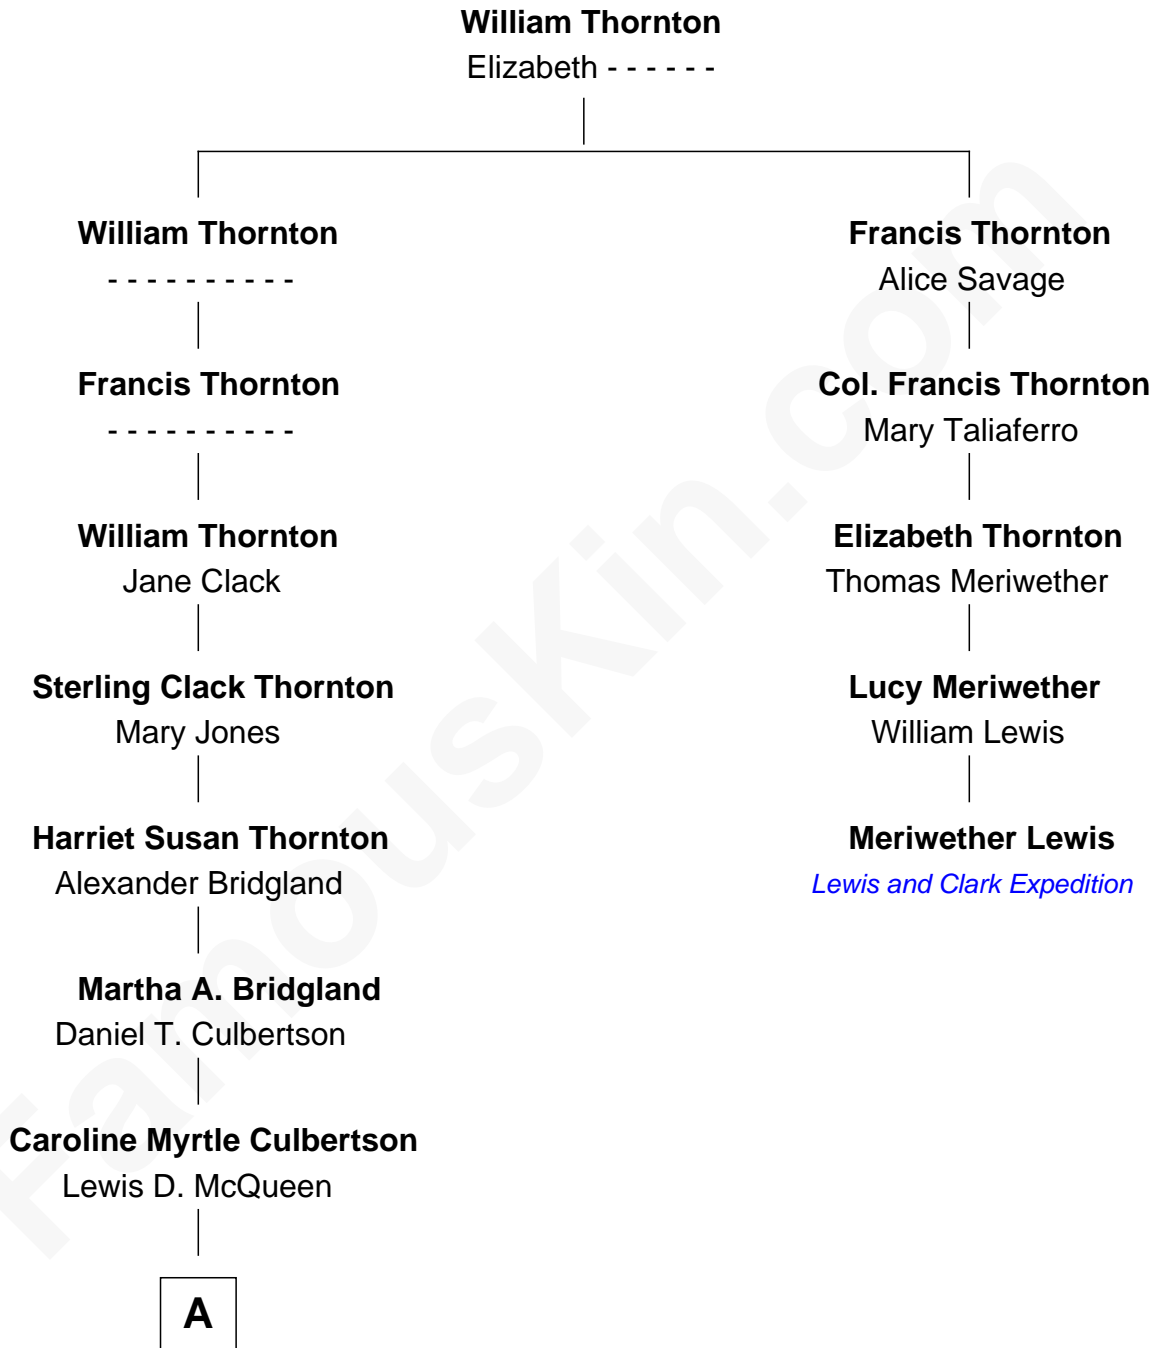 William Thornton
Elizabeth - - - - - -
William Thornton
- - - - - - - - - -
Francis Thornton
Alice Savage
Francis Thornton
- - - - - - - - - -
Col. Francis Thornton
Mary Taliaferro
William Thornton
Jane Clack
Elizabeth Thornton
Thomas Meriwether
Sterling Clack Thornton
Mary Jones
Lucy Meriwether
William Lewis
Harriet Susan Thornton
Alexander Bridgland
Meriwether Lewis
Lewis and Clark Expedition
Martha A. Bridgland
Daniel T. Culbertson
Caroline Myrtle Culbertson
Lewis D. McQueen
A
FamousKin.com